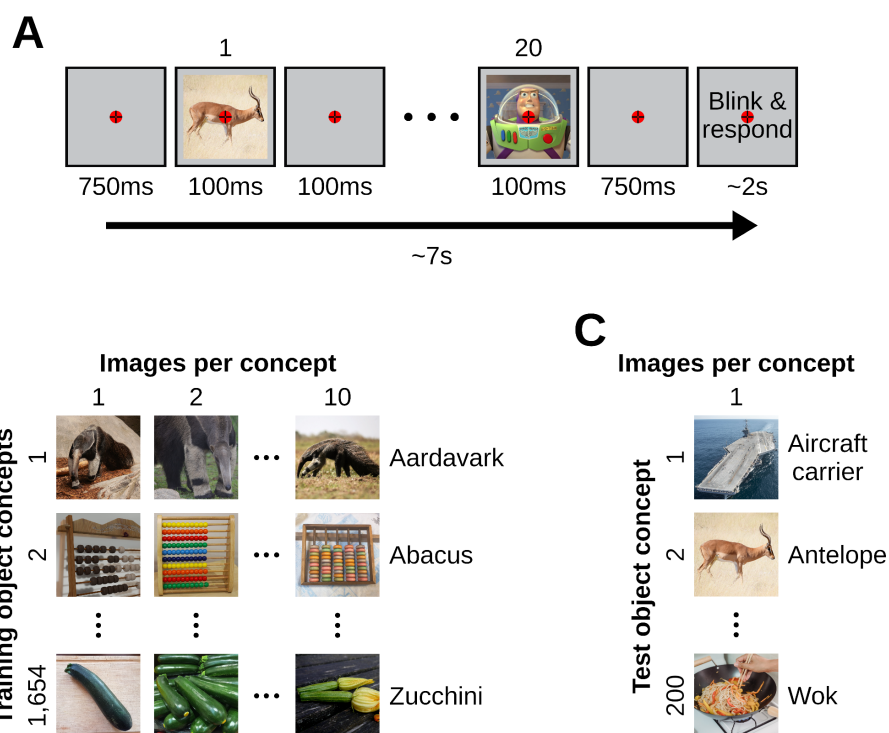 A
1
20
Blink &
respond
750ms
100ms
100ms
100ms
750ms
~2s
~7s
Images per concept
1
2
10
Training object concepts
1
Aardavark
2
Abacus
1,654
Zucchini
C
Images per concept
1
Test object concept
1
Aircraft
carrier
2
Antelope
200
Wok